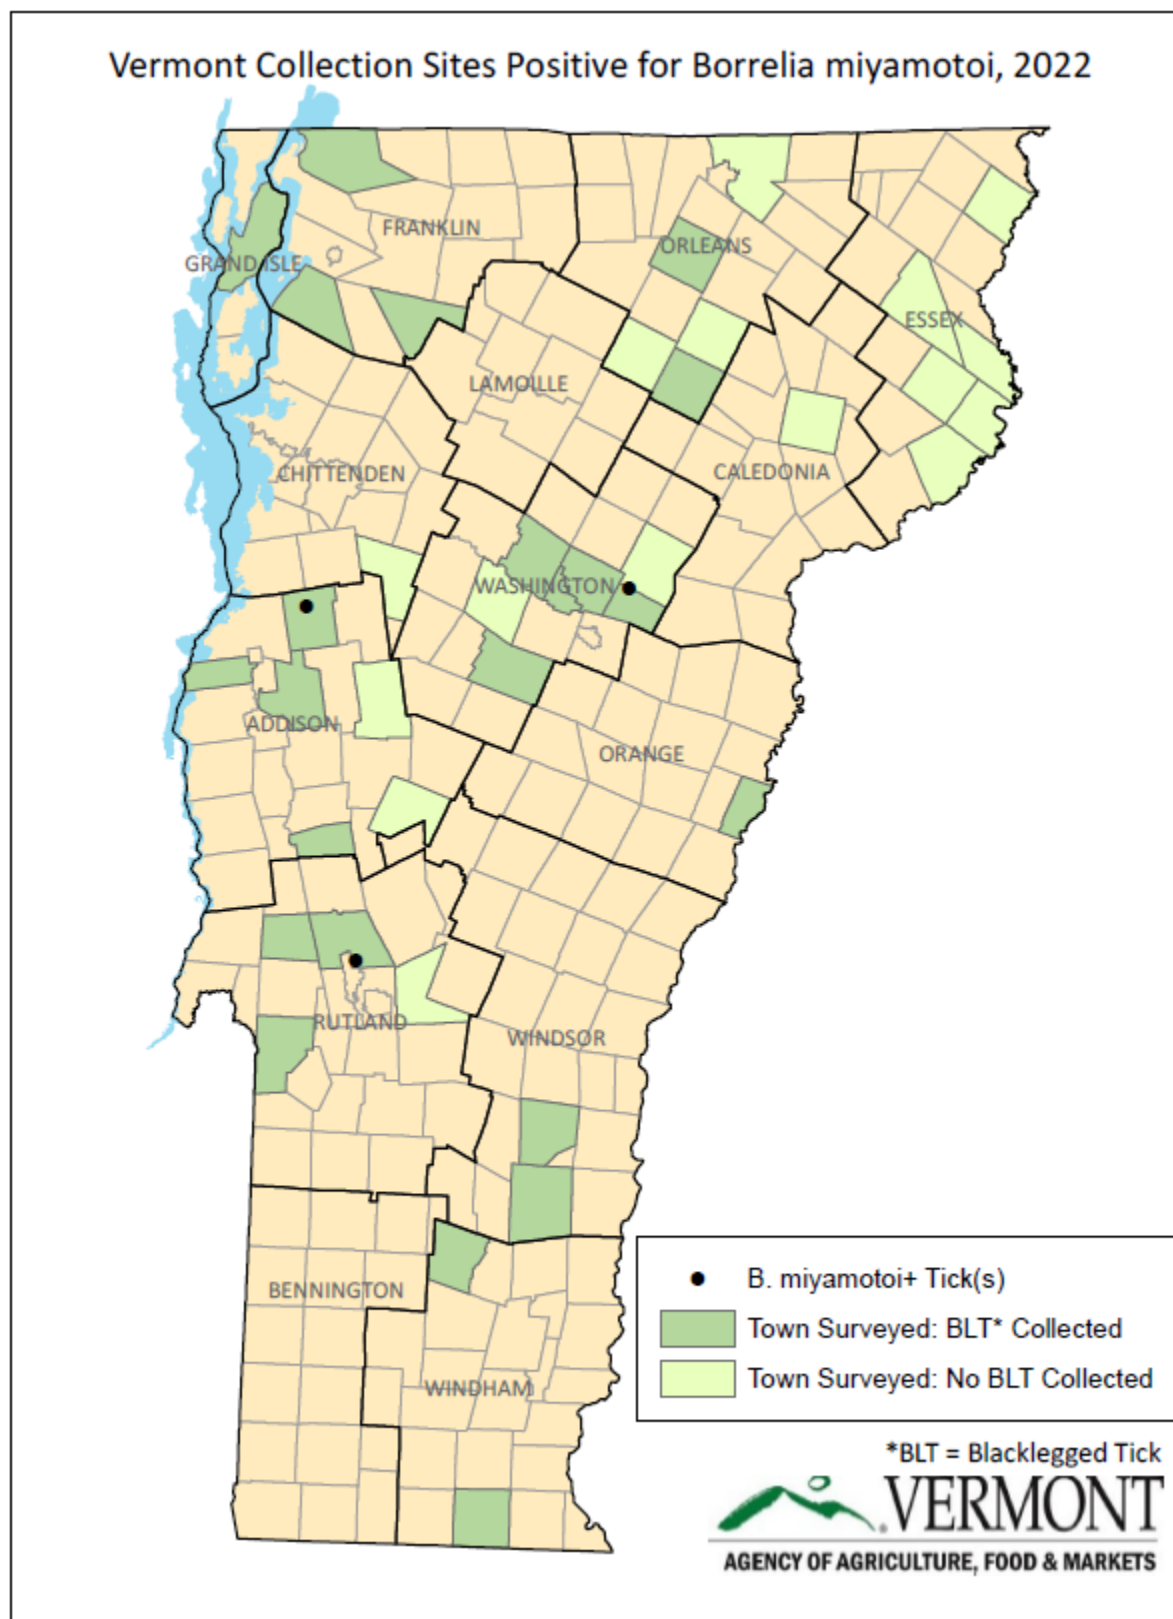 Vermont Collection Sites Positive for Borrelia miyamotoi, 2022
FRANKLIN
ORLEANS
GRAND ISLE
ESSEX
LAMOILLE
CHITTENDEN
CALEDONIA
WASHINGTON
ADDISON
ORANGE
RUTLAND
WINDSOR
BENNINGTON
WINDHAM
B. miyamotoi+ Tick(s)
Town Surveyed: BLT* Collected
Town Surveyed: No BLT Collected
*BLT = Blacklegged Tick
VERMONT
AGENCY OF AGRICULTURE, FOOD & MARKETS